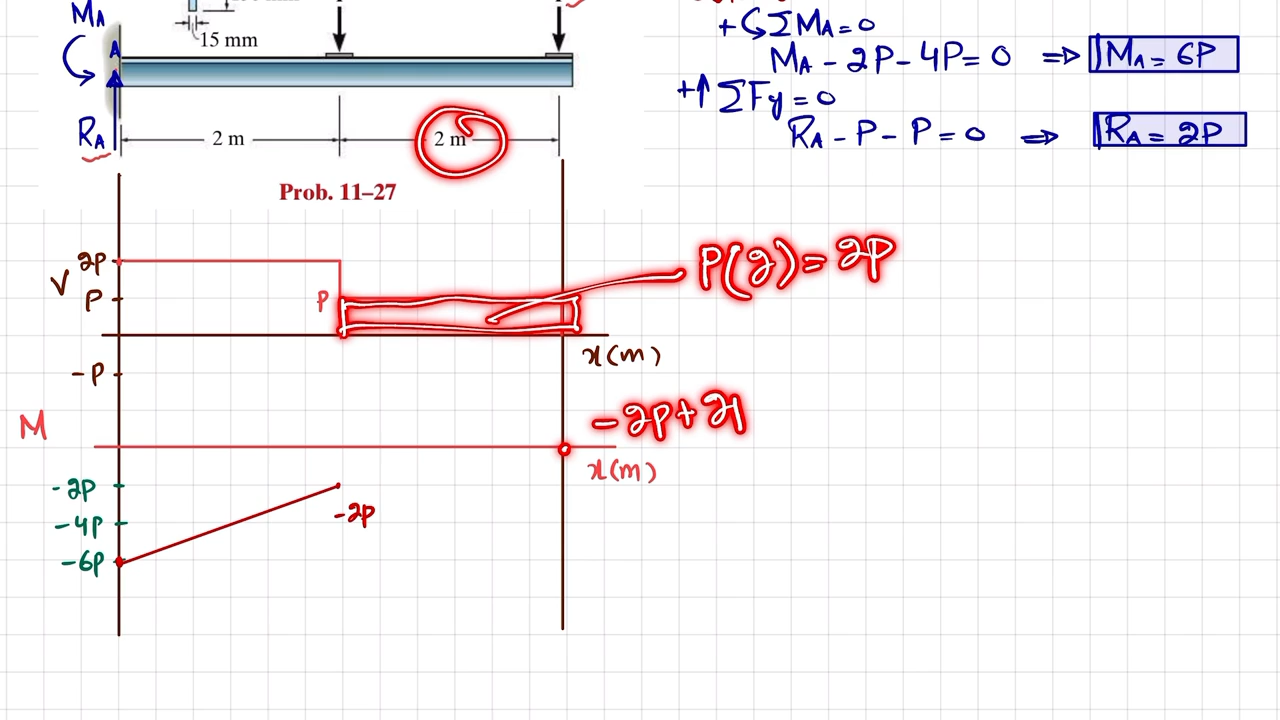 MA
15 mm
A
+ ΣMA = 0
MA - 2P - 4P = 0 ⇒ MA = 6P
+↑ ΣFy = 0
RA - P - P = 0 ⇒ RA = 2P
RA
2 m
2 m
Prob. 11–27
P(2) = 2P
V
2P
P
P
x(m)
-P
-2P + 2
M
x(m)
-2P
-2P
-4P
-6P